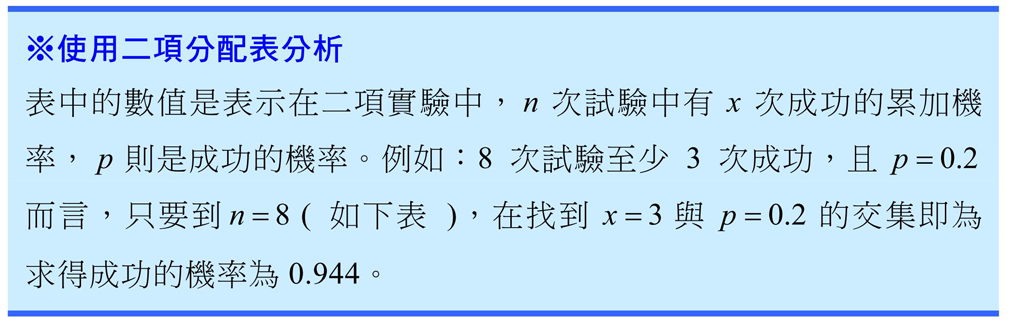 ※使用二項分配表分析
表中的數值是表示在二項實驗中，n 次試驗中有 x 次成功的累加機
率，p 則是成功的機率。例如：8 次試驗至少 3 次成功，且 p = 0.2
而言，只要到 n = 8 ( 如下表 )，在找到 x = 3 與 p = 0.2 的交集即為
求得成功的機率為 0.944。